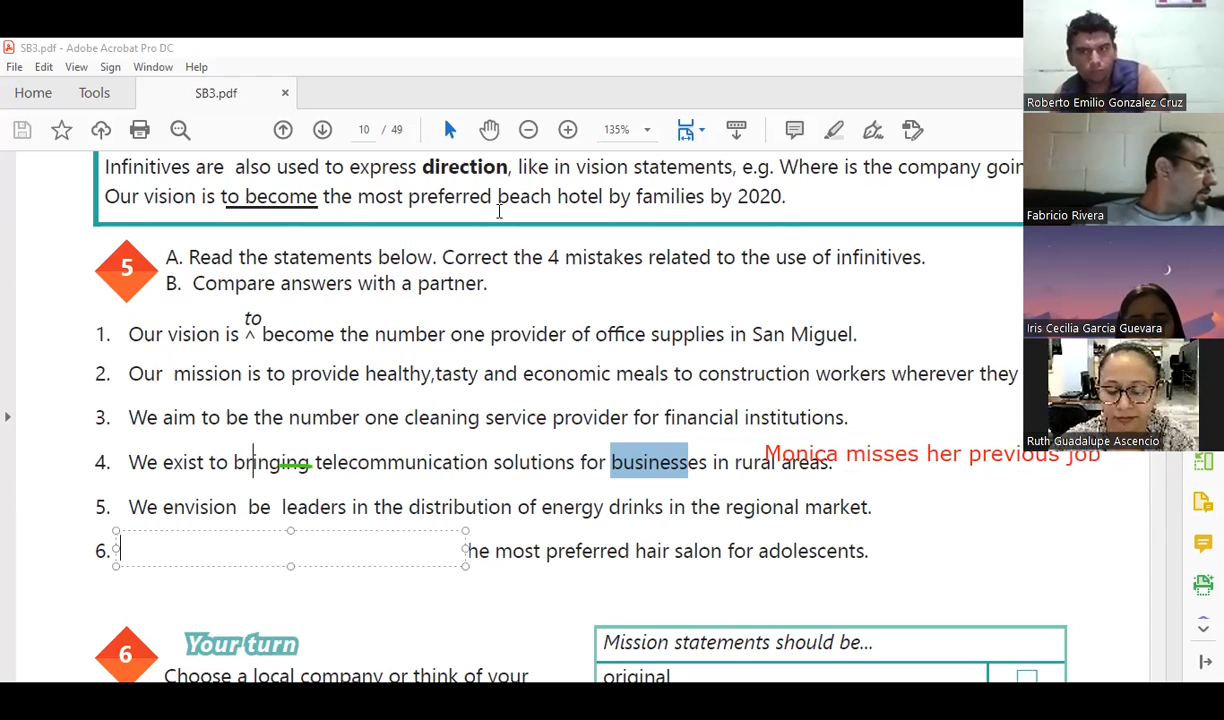 SB3.pdf - Adobe Acrobat Pro DC
File Edit View Sign Window Help
Home Tools SB3.pdf ×
10 / 49 135%
Infinitives are also used to express direction, like in vision statements, e.g. Where is the company goin
Our vision is to become the most preferred beach hotel by families by 2020.
5
A. Read the statements below. Correct the 4 mistakes related to the use of infinitives.
B. Compare answers with a partner.
to
1. Our vision is ^ become the number one provider of office supplies in San Miguel.
2. Our mission is to provide healthy,tasty and economic meals to construction workers wherever they
3. We aim to be the number one cleaning service provider for financial institutions.
4. We exist to bringing telecommunication solutions for businesses in rural areas.
Monica misses her previous job
5. We envision be leaders in the distribution of energy drinks in the regional market.
6. he most preferred hair salon for adolescents.
6
Your turn
Choose a local company or think of your
Mission statements should be...
original
Roberto Emilio Gonzalez Cruz
Fabricio Rivera
Iris Cecilia Garcia Guevara
Ruth Guadalupe Ascencio